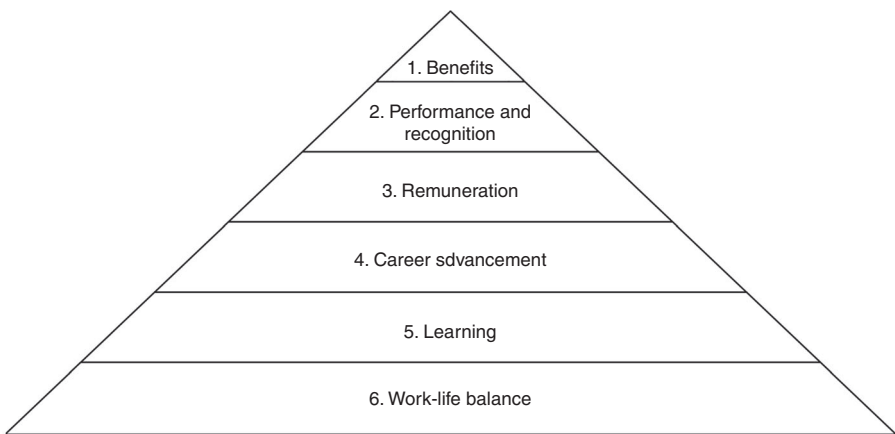 1. Benefits
2. Performance and
recognition
3. Remuneration
4. Career sdvancement
5. Learning
6. Work-life balance